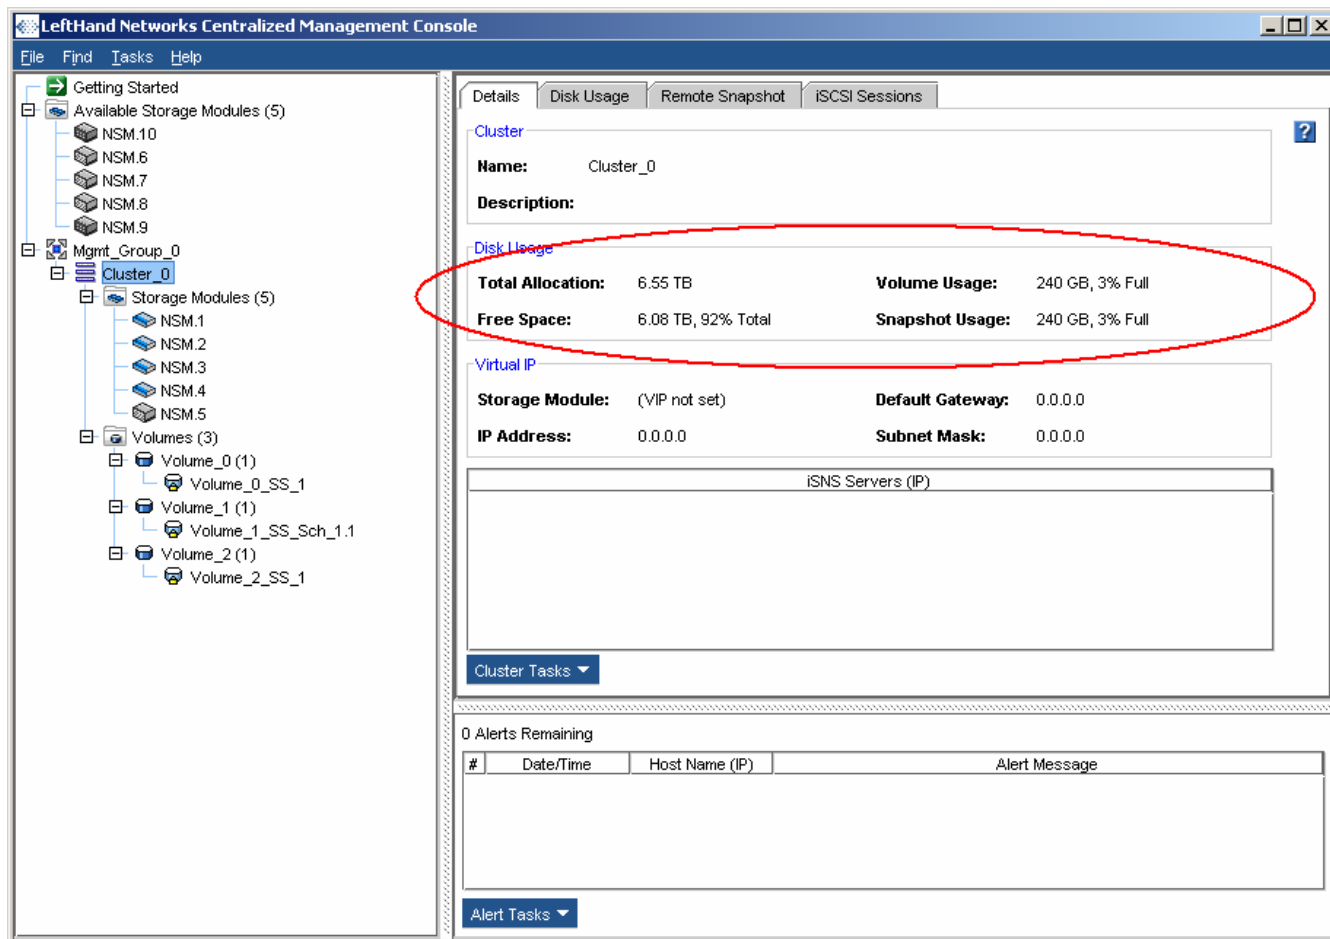 LeftHand Networks Centralized Management Console
File Find Tasks Help
Getting Started
Available Storage Modules (5)
NSM.10
NSM.6
NSM.7
NSM.8
NSM.9
Mgmt_Group_0
Cluster_0
Storage Modules (5)
NSM.1
NSM.2
NSM.3
NSM.4
NSM.5
Volumes (3)
Volume_0 (1)
Volume_0_SS_1
Volume_1 (1)
Volume_1_SS_Sch_1.1
Volume_2 (1)
Volume_2_SS_1
Details Disk Usage Remote Snapshot iSCSI Sessions
Cluster
?
Name: Cluster_0
Description:
Disk Usage
Total Allocation: 6.55 TB Volume Usage: 240 GB, 3% Full
Free Space: 6.08 TB, 92% Total Snapshot Usage: 240 GB, 3% Full
Virtual IP
Storage Module: (VIP not set) Default Gateway: 0.0.0.0
IP Address: 0.0.0.0 Subnet Mask: 0.0.0.0
iSNS Servers (IP)
Cluster Tasks
0 Alerts Remaining
# Date/Time Host Name (IP) Alert Message
Alert Tasks